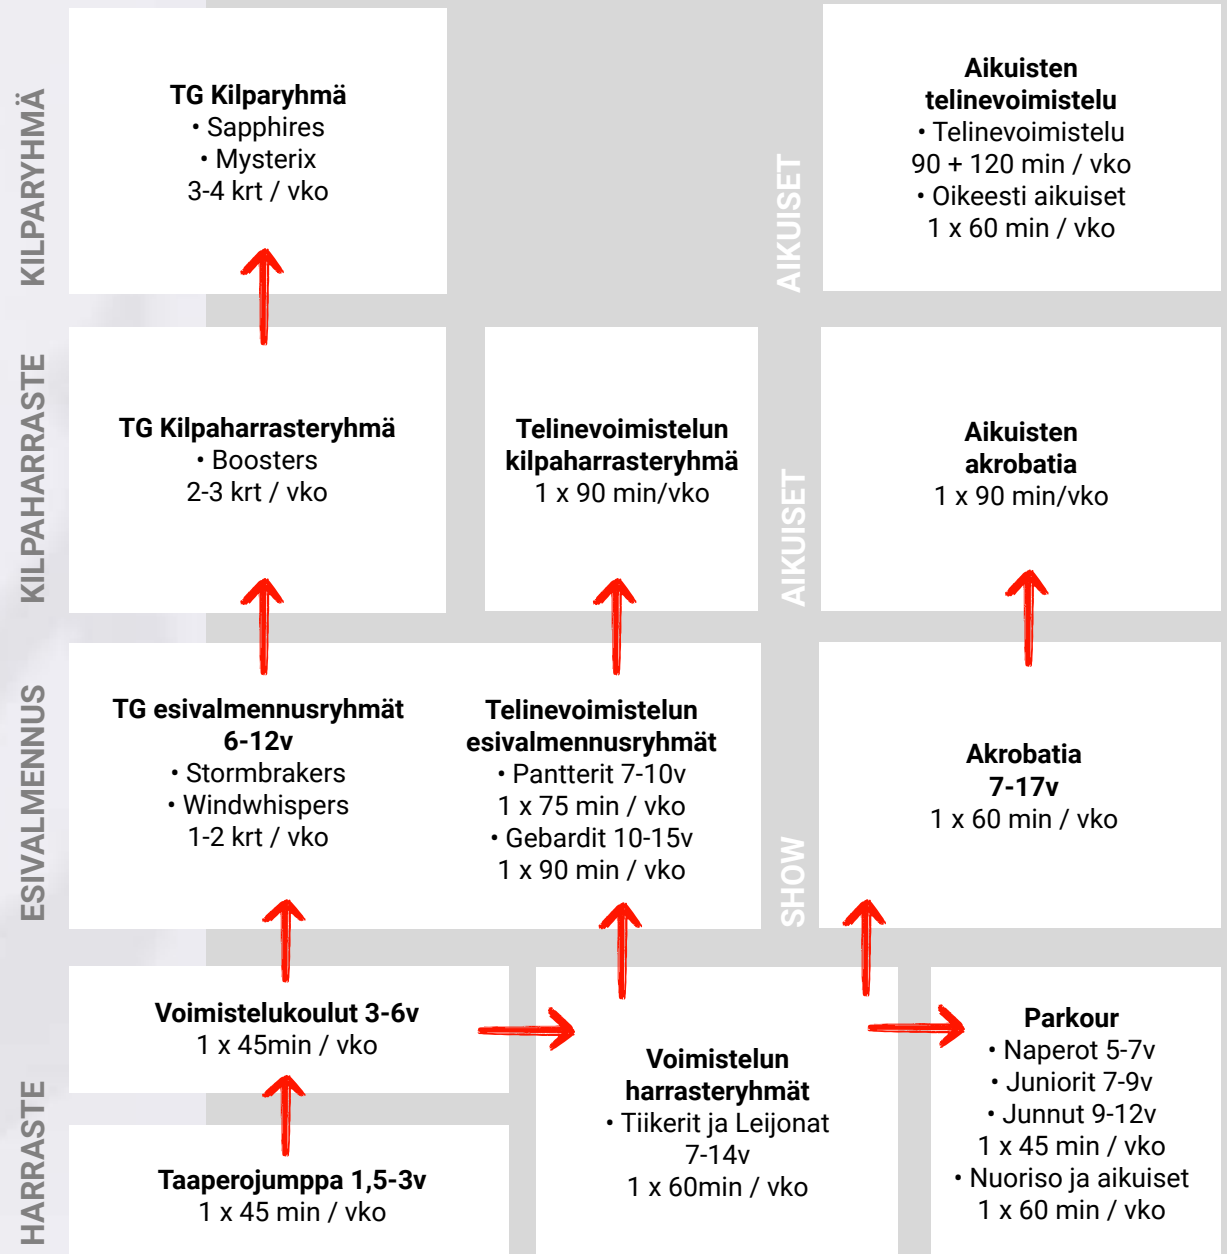 KILPARYHMÄ
TG Kilparyhmä
• Sapphires
• Mysterix
3-4 krt / vko
AIKUISET
Aikuisten
telinevoimistelu
• Telinevoimistelu
90 + 120 min / vko
• Oikeesti aikuiset
1 x 60 min / vko
KILPAHARRASTE
TG Kilpaharrasteryhmä
• Boosters
2-3 krt / vko
Telinevoimistelun
kilpaharrasteryhmä
1 x 90 min/vko
AIKUISET
Aikuisten
akrobatia
1 x 90 min/vko
ESIVALMENNUS
TG esivalmennusryhmät
6-12v
• Stormbrakers
• Windwhispers
1-2 krt / vko
Telinevoimistelun
esivalmennusryhmät
• Pantterit 7-10v
1 x 75 min / vko
• Gebardit 10-15v
1 x 90 min / vko
SHOW
Akrobatia
7-17v
1 x 60 min / vko
HARRASTE
Voimistelukoulut 3-6v
1 x 45min / vko
Taaperojumppa 1,5-3v
1 x 45 min / vko
Voimistelun
harrasteryhmät
• Tiikerit ja Leijonat
7-14v
1 x 60min / vko
Parkour
• Naperot 5-7v
• Juniorit 7-9v
• Junnut 9-12v
1 x 45 min / vko
• Nuoriso ja aikuiset
1 x 60 min / vko